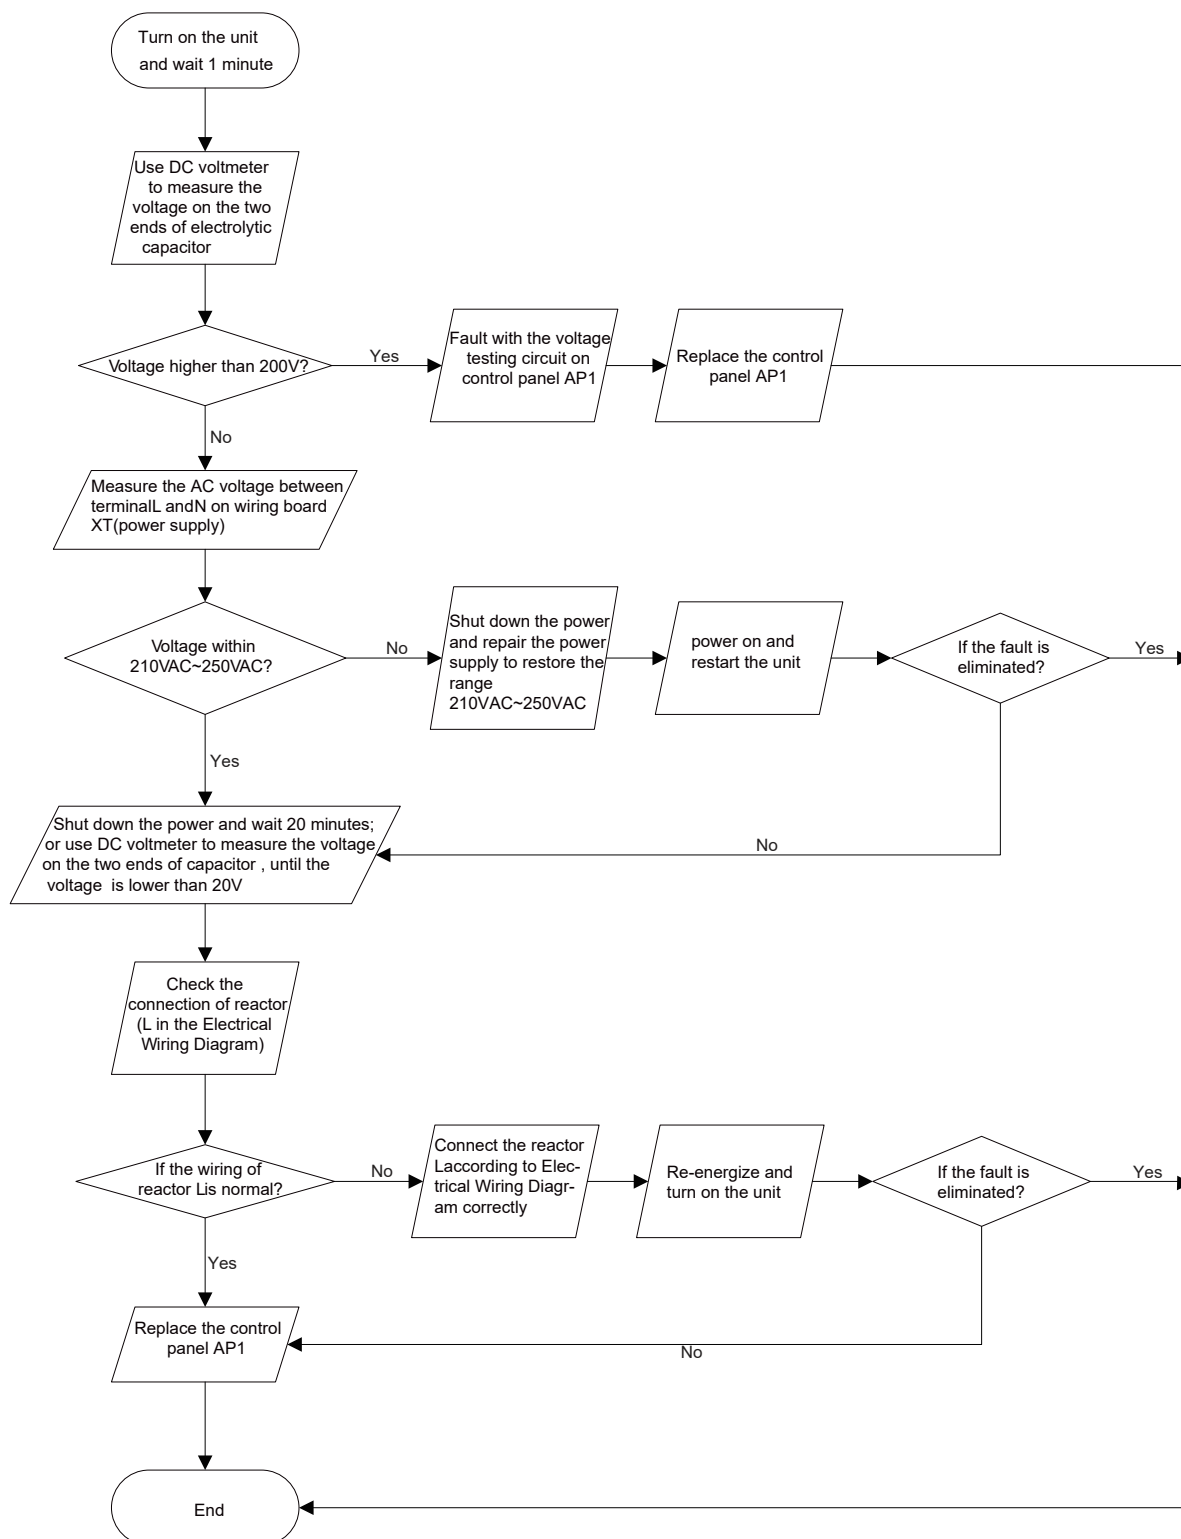 Turn on the unit
and wait 1 minute
Use DC voltmeter
to measure the
voltage on the two
ends of electrolytic
capacitor
Voltage higher than 200V?
Yes
Fault with the voltage
testing circuit on
control panel AP1
Replace the control
panel AP1
No
Measure the AC voltage between
terminalL andN on wiring board
XT(power supply)
Voltage within
210VAC~250VAC?
No
Shut down the power
and repair the power
supply to restore the
range
210VAC~250VAC
power on and
restart the unit
If the fault is
eliminated?
Yes
Yes
No
Shut down the power and wait 20 minutes;
or use DC voltmeter to measure the voltage
on the two ends of capacitor , until the
voltage is lower than 20V
Check the
connection of reactor
(L in the Electrical
Wiring Diagram)
If the wiring of
reactor Lis normal?
No
Connect the reactor
Laccording to Elec-
trical Wiring Diagr-
am correctly
Re-energize and
turn on the unit
If the fault is
eliminated?
Yes
Yes
No
Replace the control
panel AP1
End